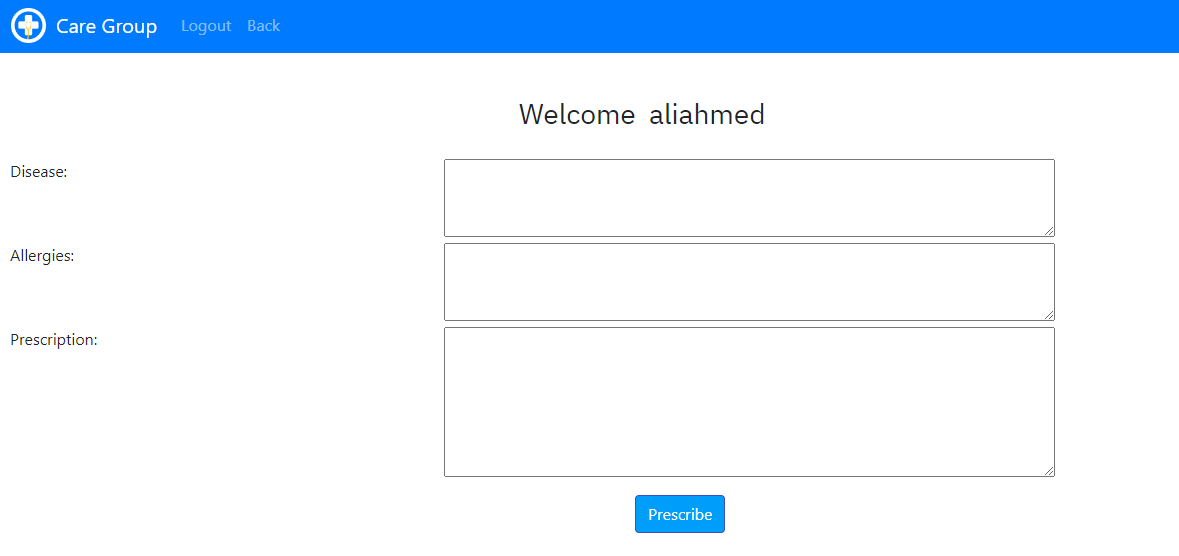 Care Group Logout Back
Welcome aliahmed
Disease:
Allergies:
Prescription:
Prescribe